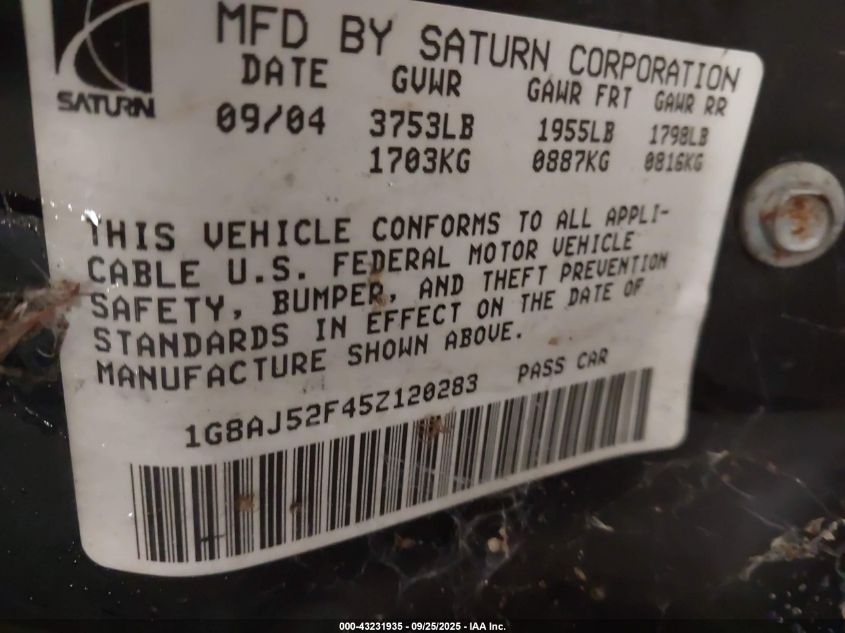 SATURN
MFD BY SATURN CORPORATION
DATE GVWR GAWR FRT GAWR RR
09/04 3753LB 1955LB 1798LB
1703KG 0887KG 0816KG
THIS VEHICLE CONFORMS TO ALL APPLI-
CABLE U.S. FEDERAL MOTOR VEHICLE
SAFETY, BUMPER, AND THEFT PREVENTION
STANDARDS IN EFFECT ON THE DATE OF
MANUFACTURE SHOWN ABOVE.
1G8AJ52F45Z120283 PASS CAR
000-43231935 - 09/25/2025 - IAA Inc.